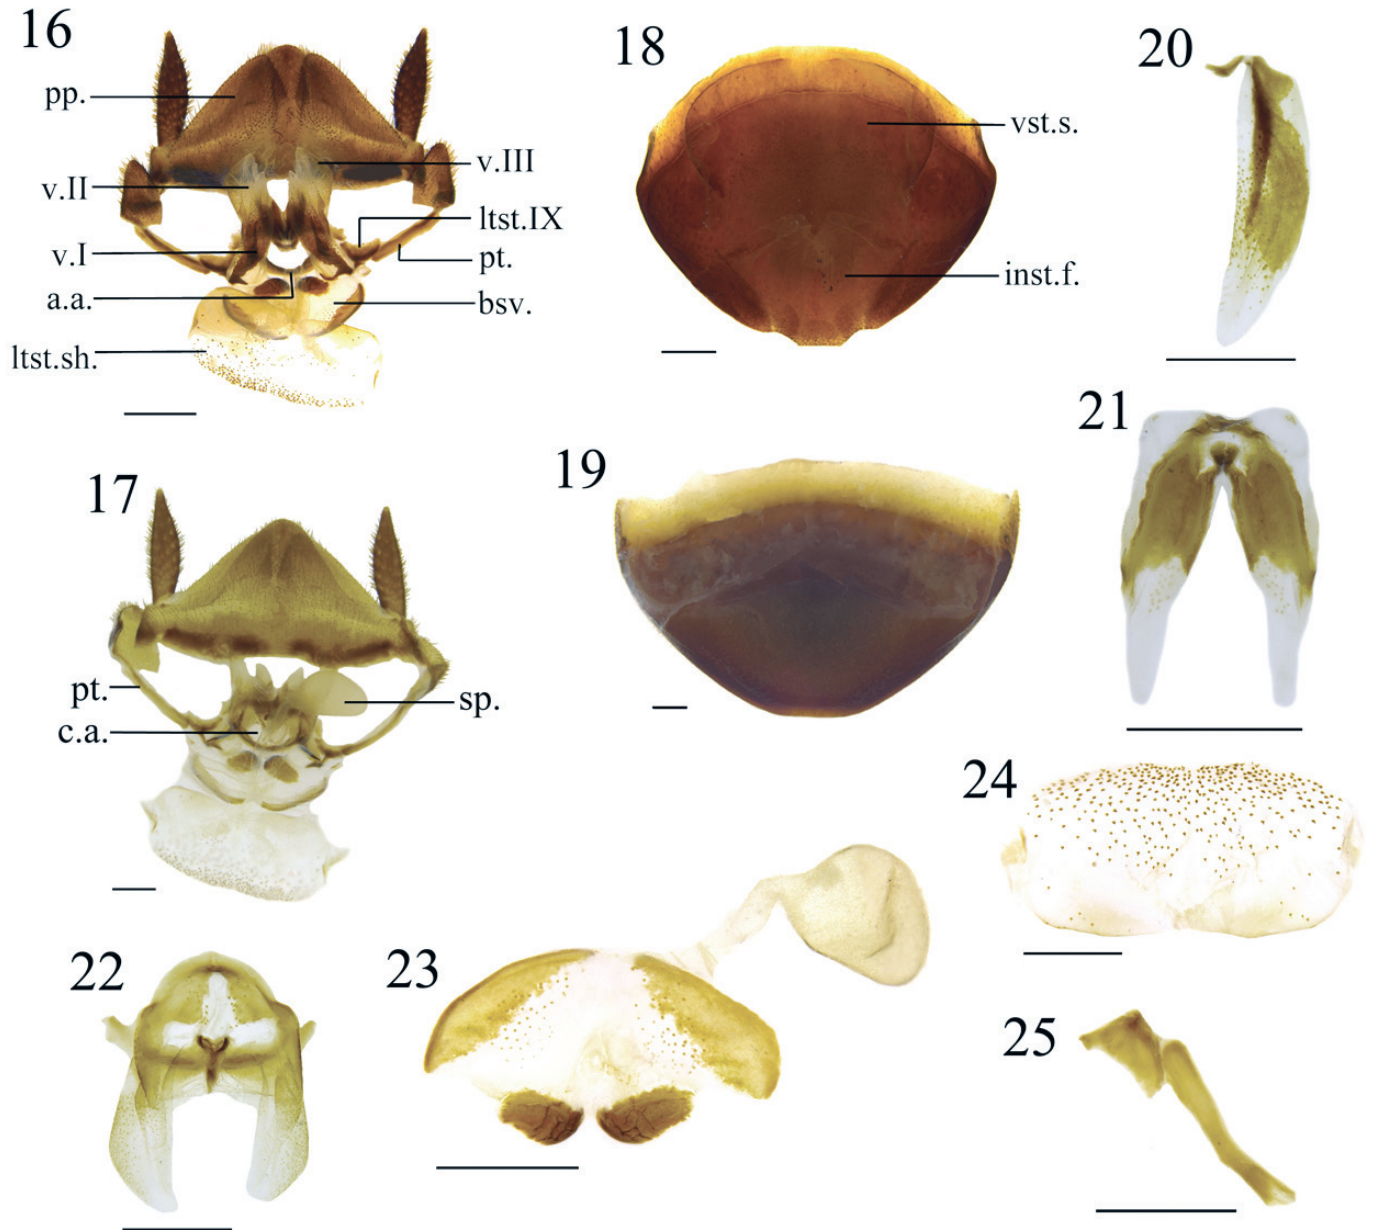 16
pp.
v.II
v.I
a.a.
ltst.sh.
v.III
ltst.IX
pt.
bsv.
18
vst.s.
inst.f.
20
17
pt.
c.a.
sp.
19
21
22
23
24
25